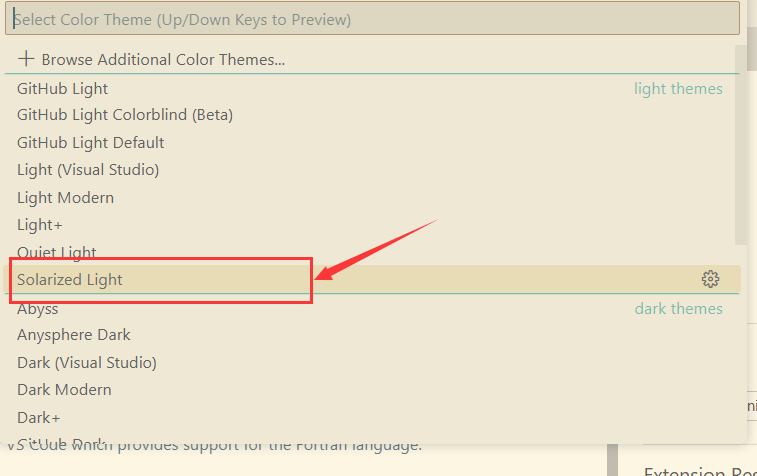 Select Color Theme (Up/Down Keys to Preview)
Browse Additional Color Themes...
GitHub Light light themes
GitHub Light Colorblind (Beta)
GitHub Light Default
Light (Visual Studio)
Light Modern
Light+
Quiet Light
Solarized Light
Abyss dark themes
Anysphere Dark
Dark (Visual Studio)
Dark Modern
Dark+
GitHub Dark
VS Code which provides support for the Fortran language.
Extension